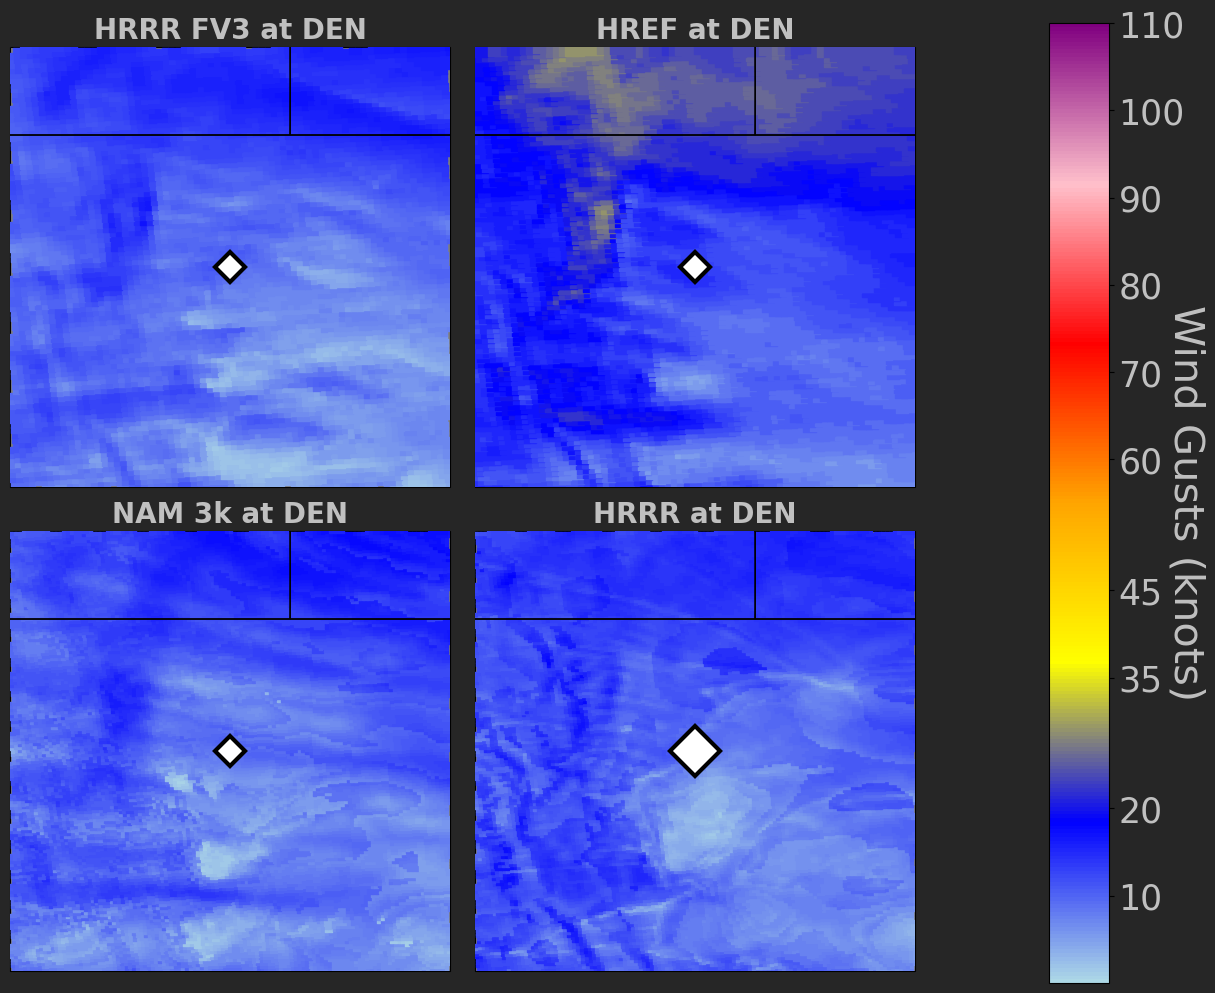 HRRR FV3 at DEN
HREF at DEN
NAM 3k at DEN
HRRR at DEN
110
100
90
80
70
60
45
35
20
10
Wind Gusts (knots)